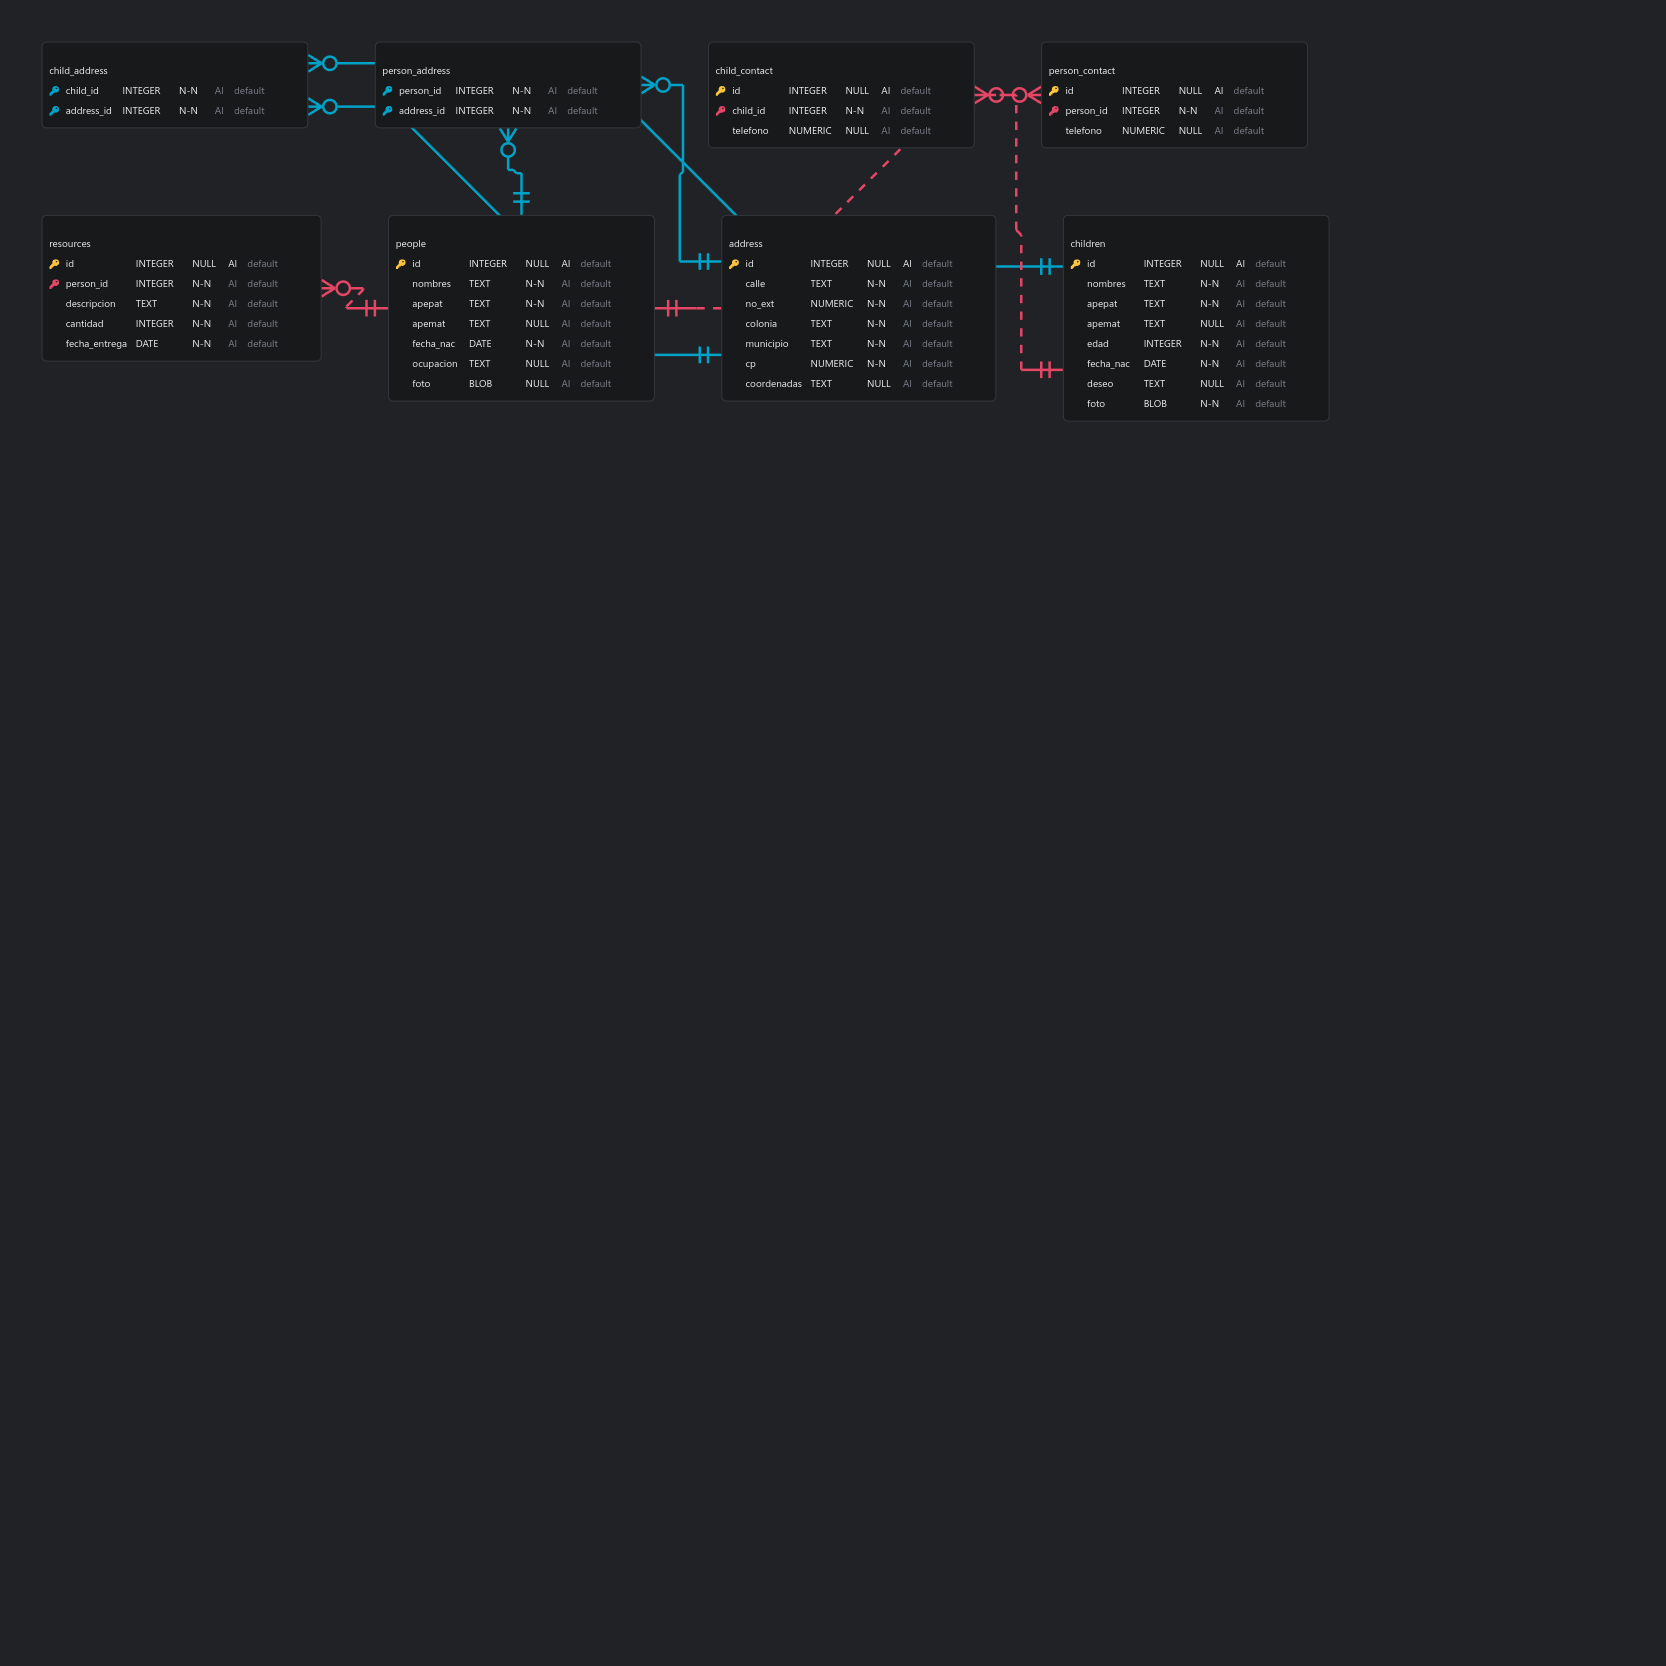 child_address
child_id INTEGER N-N AI default
address_id INTEGER N-N AI default
person_address
person_id INTEGER N-N AI default
address_id INTEGER N-N AI default
child_contact
id INTEGER NULL AI default
child_id INTEGER N-N AI default
telefono NUMERIC NULL AI default
person_contact
id INTEGER NULL AI default
person_id INTEGER N-N AI default
telefono NUMERIC NULL AI default
resources
id INTEGER NULL AI default
person_id INTEGER N-N AI default
descripcion TEXT N-N AI default
cantidad INTEGER N-N AI default
fecha_entrega DATE N-N AI default
people
id INTEGER NULL AI default
nombres TEXT N-N AI default
apepat TEXT N-N AI default
apemat TEXT NULL AI default
fecha_nac DATE N-N AI default
ocupacion TEXT NULL AI default
foto BLOB NULL AI default
address
id INTEGER NULL AI default
calle TEXT N-N AI default
no_ext NUMERIC N-N AI default
colonia TEXT N-N AI default
municipio TEXT N-N AI default
cp NUMERIC N-N AI default
coordenadas TEXT NULL AI default
children
id INTEGER NULL AI default
nombres TEXT N-N AI default
apepat TEXT N-N AI default
apemat TEXT NULL AI default
edad INTEGER N-N AI default
fecha_nac DATE N-N AI default
deseo TEXT NULL AI default
foto BLOB N-N AI default